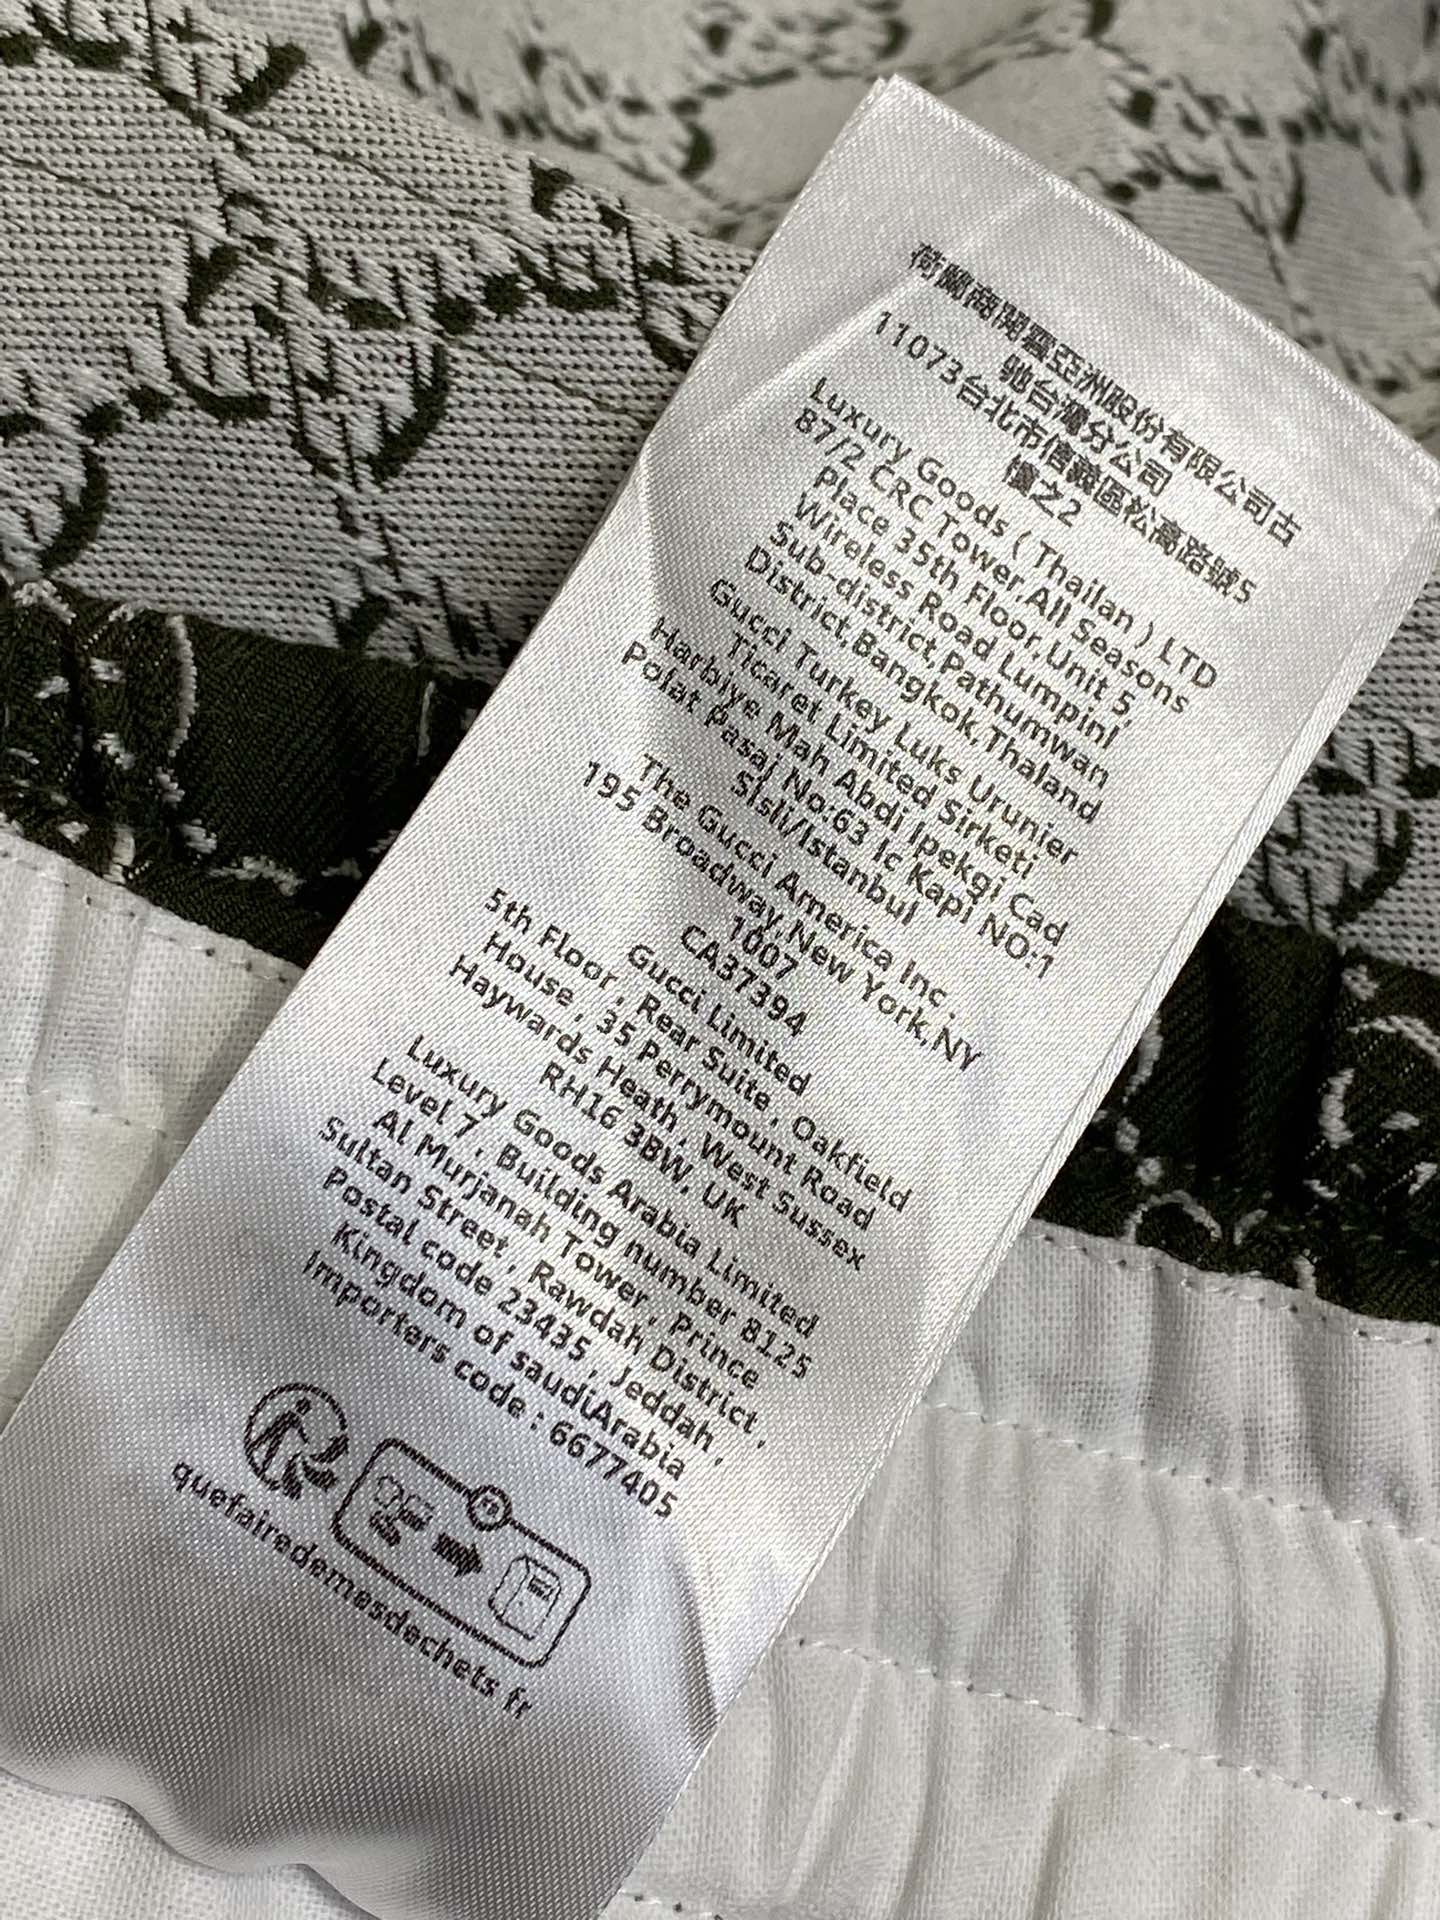 荷蘭商開雲亞洲股份有限公司古
馳台灣分公司
11073台北市信義區松高路號5
樓之2
Luxury Goods ( Thailan ) LTD
87/2 CRC Tower,All Seasons
Place 35th Floor,Unit 5,
Wireless Road Lumpini
Sub-district,Pathumwan
District,Bangkok,Thaland
Gucci Turkey Luks Urunier
Ticaret Limited Sirketi
Harbiye Mah Abdi Ipekgi Cad
Polat Pasaj No:63 Ic Kapi NO:1
Sisli/Istanbul
The Gucci America Inc .
195 Broadway,New York,NY
1007
CA37394
Gucci Limited
5th Floor , Rear Suite , Oakfield
House , 35 Perrymount Road
Haywards Heath , West Sussex
RH16 3BW, UK
Luxury Goods Arabia Limited
Level 7 , Building number 8125
Al Murjanah Tower , Prince
Sultan Street , Rawdah District ,
Postal code 23435 , Jeddah ,
Kingdom of saudiArabia
Importers code : 6677405
FR
quefairedemesdechets fr